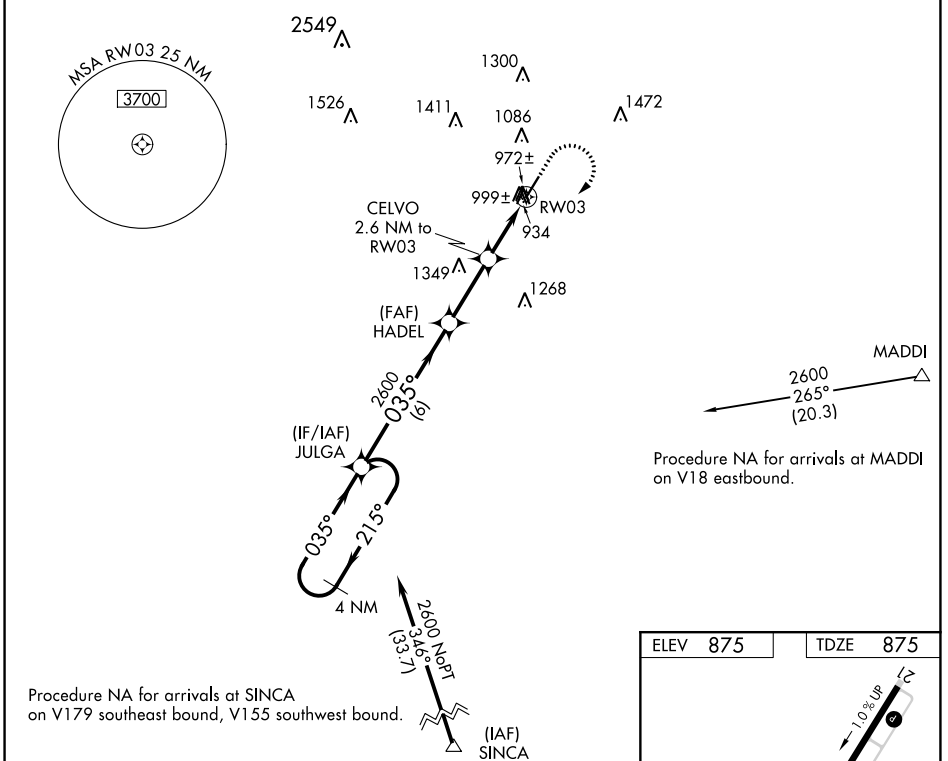 MSA RW03 25 NM
3700
2549
1300
1526
1411
1086
1472
972±
999±
RW03
934
CELVO
2.6 NM to
RW03
1349
1268
(FAF)
HADEL
MADDI
2600
265°
(20.3)
2600
035°
(6)
(IF/IAF)
JULGA
Procedure NA for arrivals at MADDI
on V18 eastbound.
035°
215°
4 NM
2600 NoPT
346°
(33.7)
ELEV 875
TDZE 875
Procedure NA for arrivals at SINCA
on V179 southeast bound, V155 southwest bound.
(IAF)
SINCA
21
1.0% UP
P